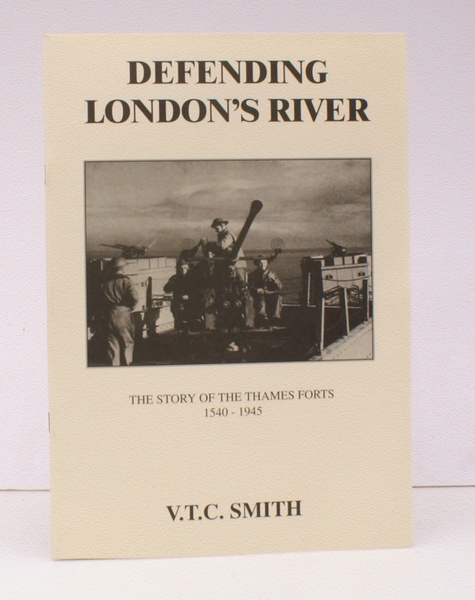 DEFENDING
LONDON'S RIVER
THE STORY OF THE THAMES FORTS
1540 - 1945
V.T.C. SMITH